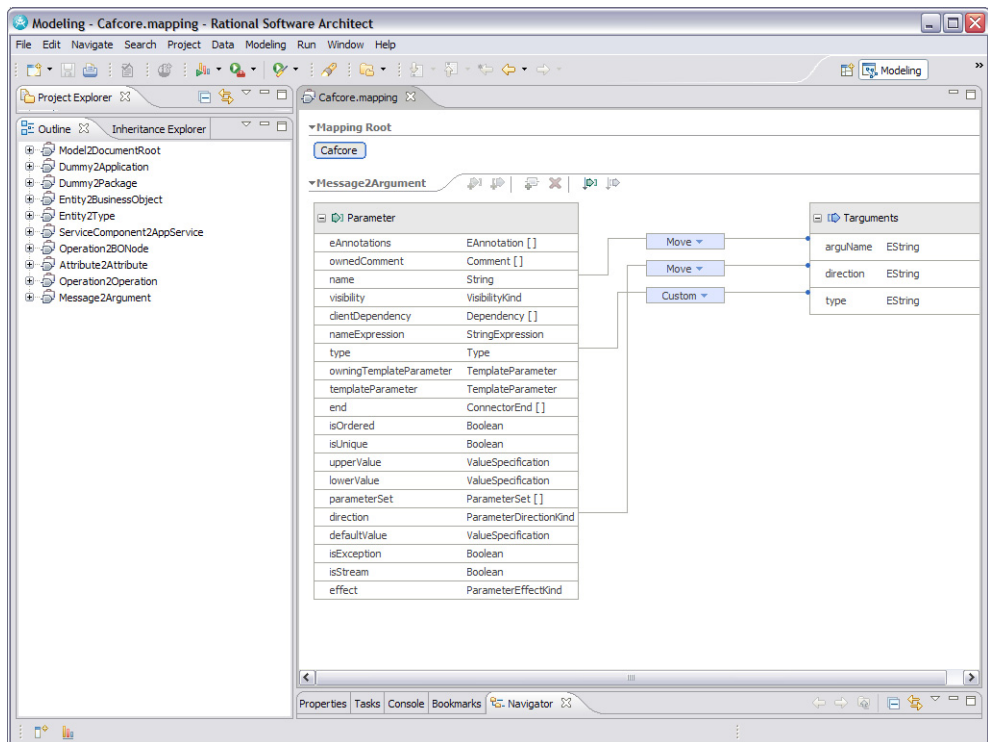 Modeling - Cafcore.mapping - Rational Software Architect
File Edit Navigate Search Project Data Modeling Run Window Help
Modeling »
Project Explorer
Cafcore.mapping
Outline Inheritance Explorer
Model2DocumentRoot
Dummy2Application
Dummy2Package
Entity2BusinessObject
Entity2Type
ServiceComponent2AppService
Operation2BONode
Attribute2Attribute
Operation2Operation
Message2Argument
Mapping Root
Cafcore
Message2Argument
Parameter
eAnnotations EAnnotation [ ]
ownedComment Comment [ ]
name String
visibility VisibilityKind
clientDependency Dependency [ ]
nameExpression StringExpression
type Type
owningTemplateParameter TemplateParameter
templateParameter TemplateParameter
end ConnectorEnd [ ]
isOrdered Boolean
isUnique Boolean
upperValue ValueSpecification
lowerValue ValueSpecification
parameterSet ParameterSet [ ]
direction ParameterDirectionKind
defaultValue ValueSpecification
isException Boolean
isStream Boolean
effect ParameterEffectKind
Move
Move
Custom
Targuments
arguName EString
direction EString
type EString
Properties Tasks Console Bookmarks Navigator